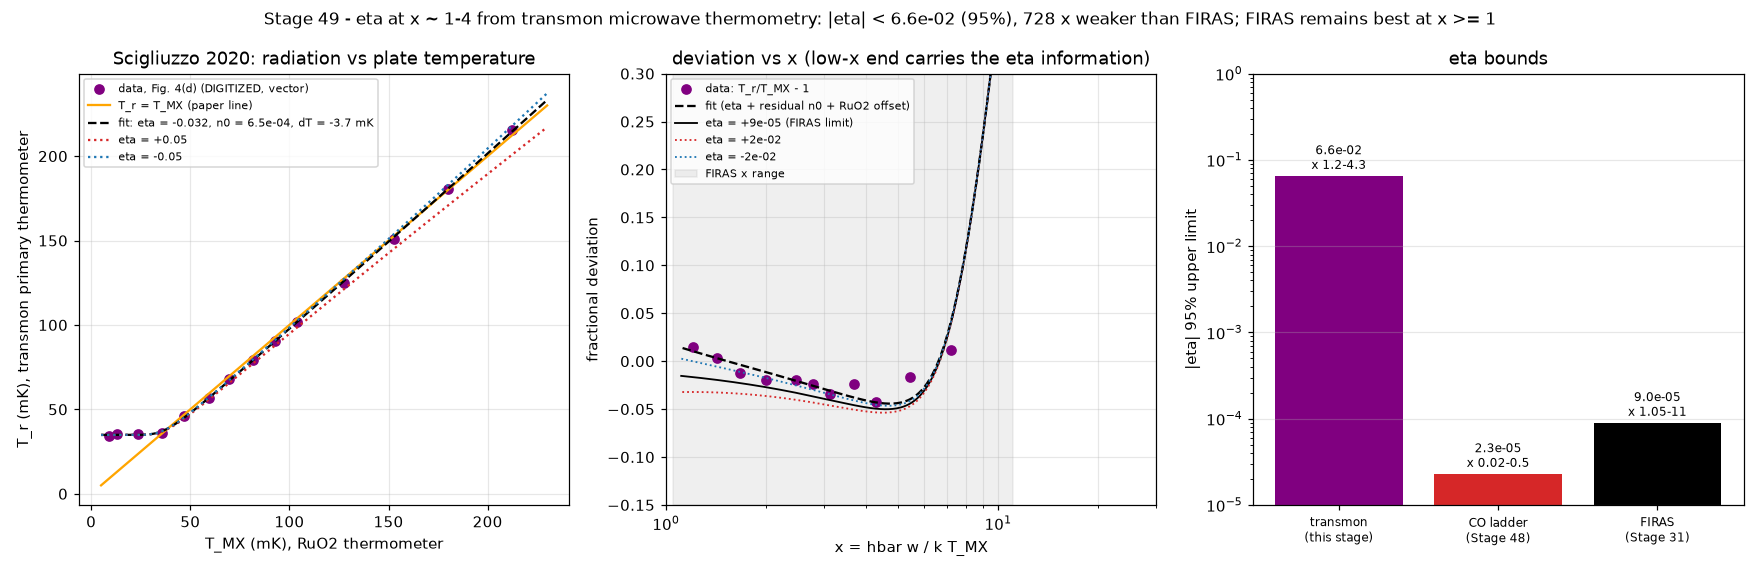 Stage 49 - eta at x ~ 1-4 from transmon microwave thermometry: |eta| < 6.6e-02 (95%), 728 x weaker than FIRAS; FIRAS remains best at x >= 1
Scigliuzzo 2020: radiation vs plate temperature
T_r (mK), transmon primary thermometer
200
150
100
50
0
data, Fig. 4(d) (DIGITIZED, vector)
T_r = T_MX (paper line)
fit: eta = -0.032, n0 = 6.5e-04, dT = -3.7 mK
eta = +0.05
eta = -0.05
0
50
100
150
200
T_MX (mK), RuO2 thermometer
deviation vs x (low-x end carries the eta information)
fractional deviation
0.30
0.25
0.20
0.15
0.10
0.05
0.00
−0.05
−0.10
−0.15
data: T_r/T_MX - 1
fit (eta + residual n0 + RuO2 offset)
eta = +9e-05 (FIRAS limit)
eta = +2e-02
eta = -2e-02
FIRAS x range
10⁰
10¹
x = hbar w / k T_MX
eta bounds
|eta| 95% upper limit
10⁰
10⁻¹
10⁻²
10⁻³
10⁻⁴
10⁻⁵
6.6e-02
x 1.2-4.3
2.3e-05
x 0.02-0.5
9.0e-05
x 1.05-11
transmon
(this stage)
CO ladder
(Stage 48)
FIRAS
(Stage 31)